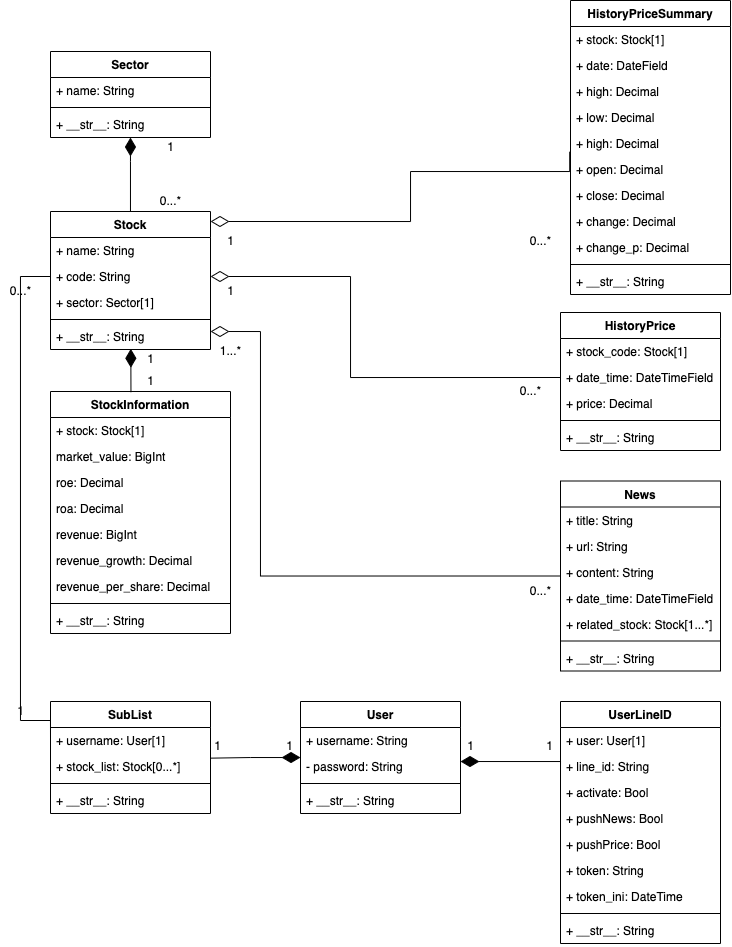 HistoryPriceSummary
+ stock: Stock[1]
+ date: DateField
+ high: Decimal
+ low: Decimal
+ high: Decimal
+ open: Decimal
+ close: Decimal
+ change: Decimal
+ change_p: Decimal
+ __str__: String
Sector
+ name: String
+ __str__: String
1
0...*
Stock
+ name: String
+ code: String
+ sector: Sector[1]
+ __str__: String
1
0...*
1
0...*
1...*
0...*
0...*
1
1
1
HistoryPrice
+ stock_code: Stock[1]
+ date_time: DateTimeField
+ price: Decimal
+ __str__: String
StockInformation
+ stock: Stock[1]
market_value: BigInt
roe: Decimal
roa: Decimal
revenue: BigInt
revenue_growth: Decimal
revenue_per_share: Decimal
+ __str__: String
News
+ title: String
+ url: String
+ content: String
+ date_time: DateTimeField
+ related_stock: Stock[1...*]
+ __str__: String
SubList
+ username: User[1]
+ stock_list: Stock[0...*]
+ __str__: String
1
1
User
+ username: String
- password: String
+ __str__: String
1
1
UserLineID
+ user: User[1]
+ line_id: String
+ activate: Bool
+ pushNews: Bool
+ pushPrice: Bool
+ token: String
+ token_ini: DateTime
+ __str__: String